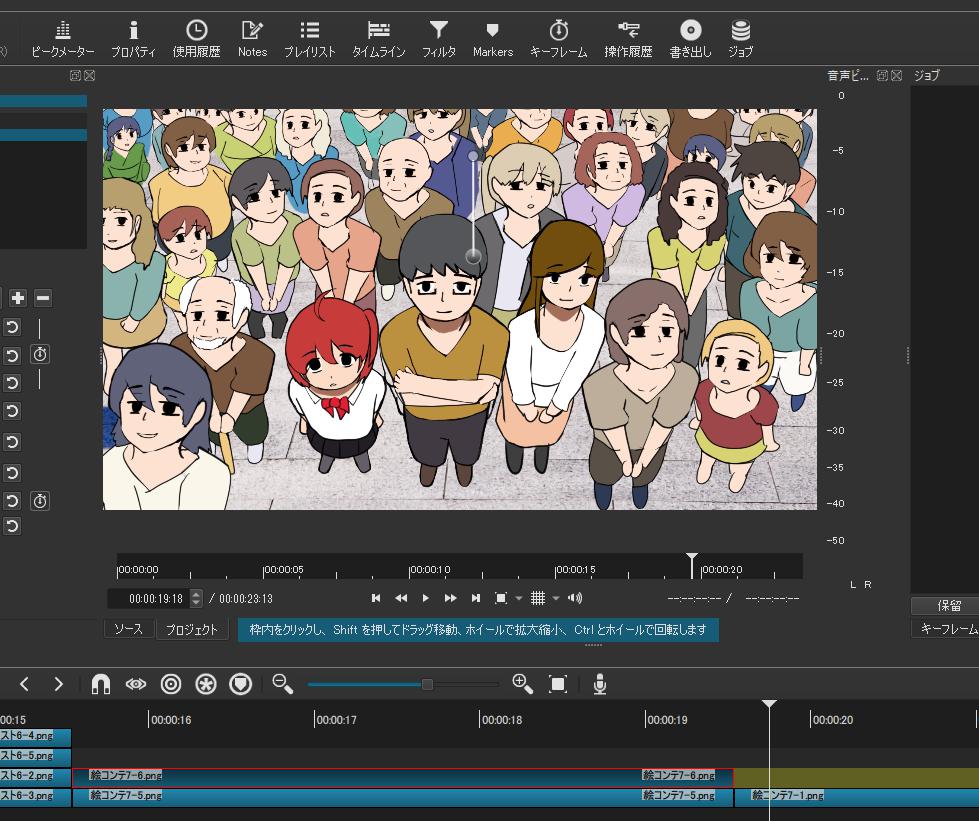 R)
ピークメーター
プロパティ
使用履歴
Notes
プレイリスト
タイムライン
フィルタ
Markers
キーフレーム
操作履歴
書き出し
ジョブ
音声ピ...
ジョブ
0
-5
-10
-15
-20
-25
-30
-35
-40
-50
L R
00:00:00
00:00:05
00:00:10
00:00:15
00:00:20
00:00:19:18 / 00:00:23:13
--:--:--:-- / --:--:--:--
ソース
プロジェクト
枠内をクリックし、Shift を押してドラッグ移動、ホイールで拡大縮小、Ctrl とホイールで回転します
保留
キーフレーム
00:15
00:00:16
00:00:17
00:00:18
00:00:19
00:00:20
スト6-4.png
スト6-5.png
スト6-2.png
絵コンテ7-6.png
絵コンテ7-6.png
スト6-3.png
絵コンテ7-5.png
絵コンテ7-5.png
絵コンテ7-1.png